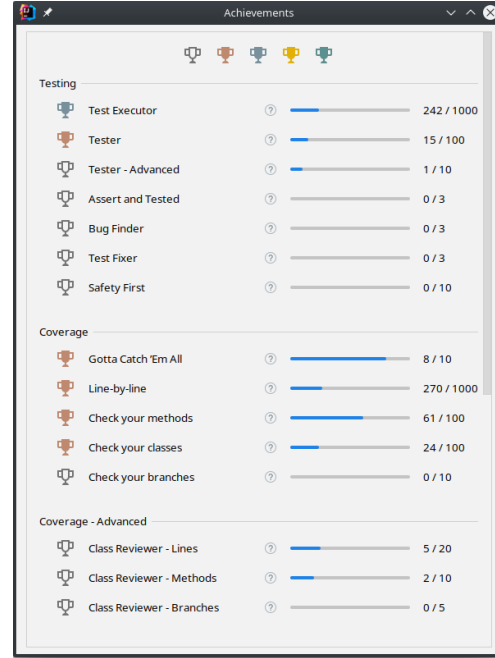 Achievements
Testing
Test Executor ? 242 / 1000
Tester ? 15 / 100
Tester - Advanced ? 1 / 10
Assert and Tested ? 0 / 3
Bug Finder ? 0 / 3
Test Fixer ? 0 / 3
Safety First ? 0 / 10
Coverage
Gotta Catch 'Em All ? 8 / 10
Line-by-line ? 270 / 1000
Check your methods ? 61 / 100
Check your classes ? 24 / 100
Check your branches ? 0 / 10
Coverage - Advanced
Class Reviewer - Lines ? 5 / 20
Class Reviewer - Methods ? 2 / 10
Class Reviewer - Branches ? 0 / 5